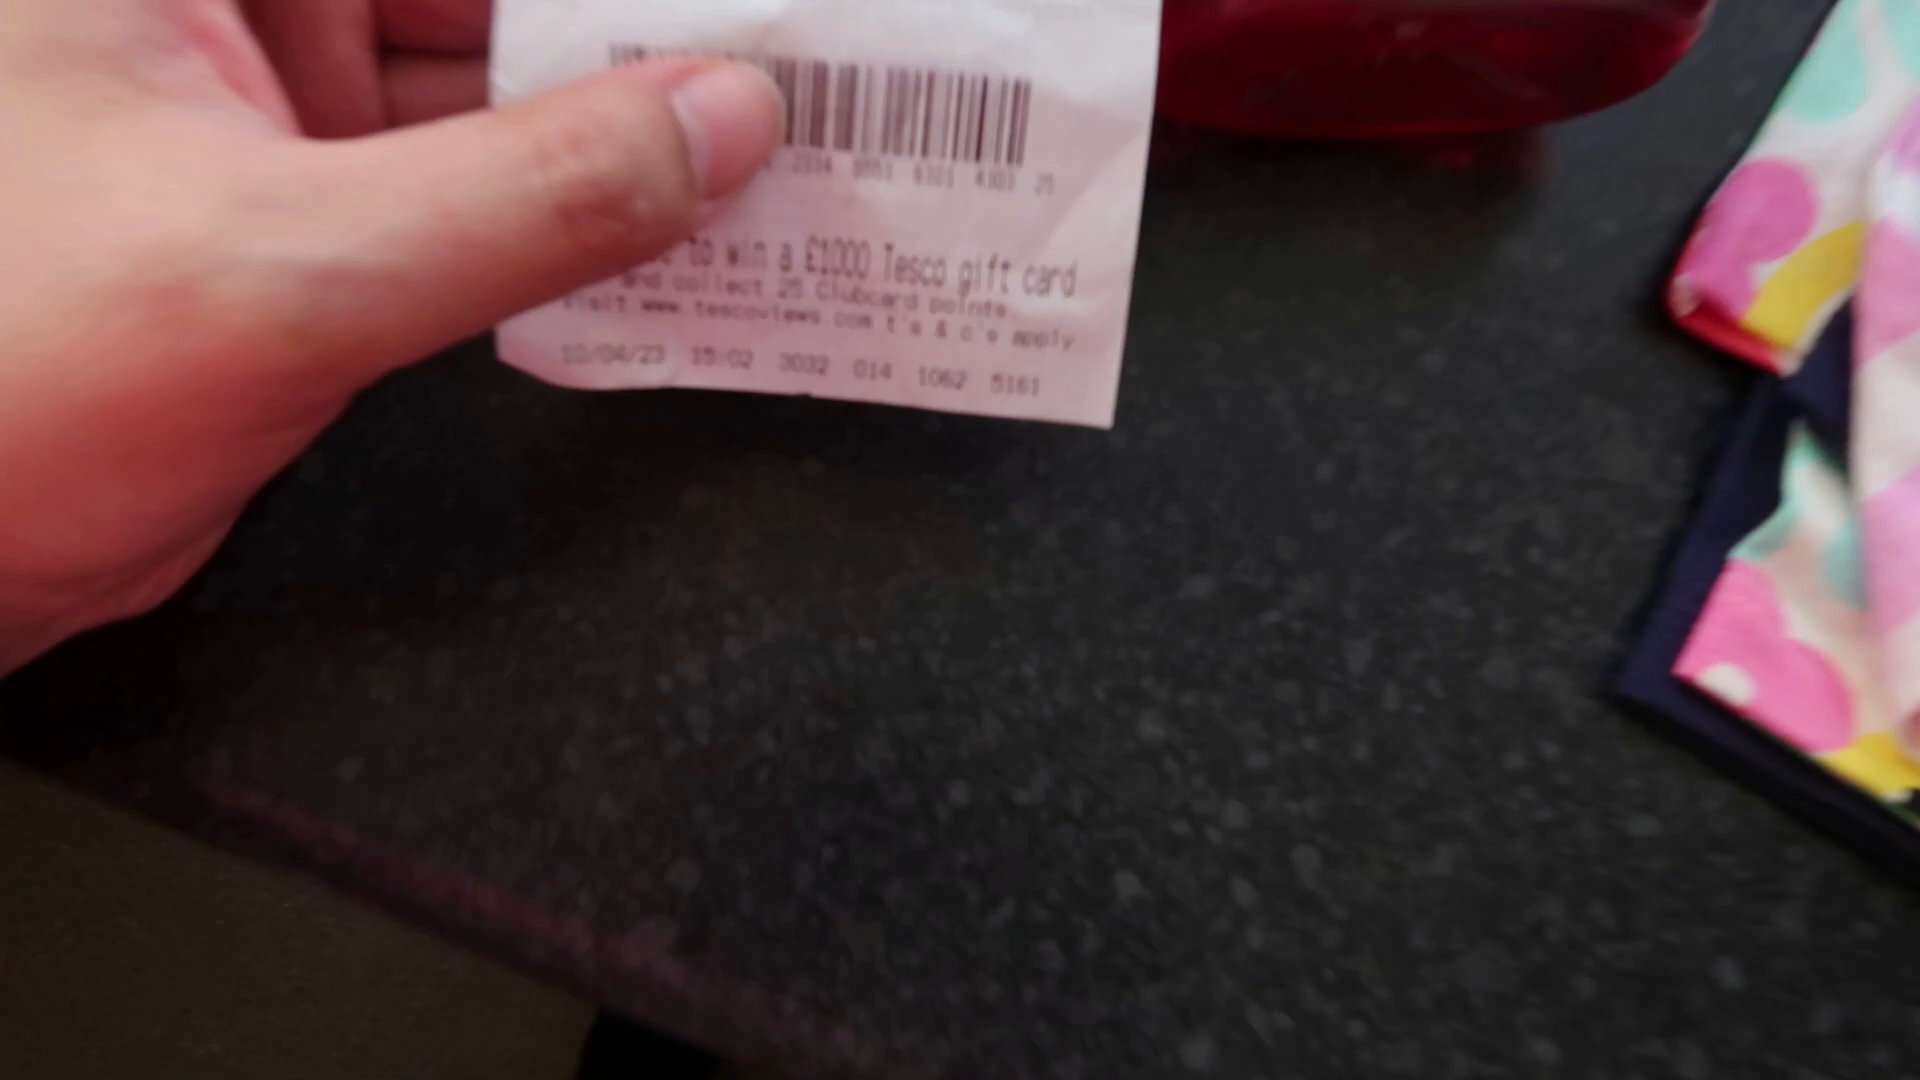 to win a £1000 Tesco gift card
and collect 25 Clubcard points.
visit www.tescoviews.com t's & c's apply
10/04/23 15:02 3032 014 1062 5161